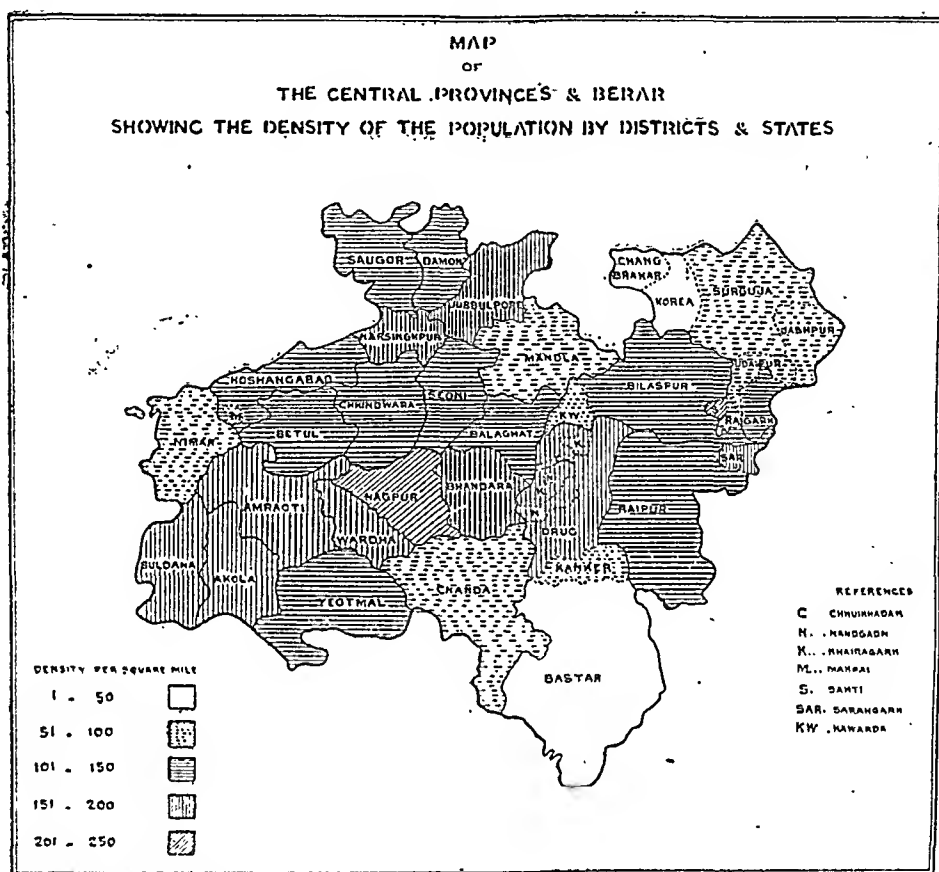 MAP
OF
THE CENTRAL PROVINCES & BERAR
SHOWING THE DENSITY OF THE POPULATION BY DISTRICTS & STATES
SAUGOR
DAMOH
JUBBULPORE
CHANG
BHAKAR
KOREA
SURGUJA
JASHPUR
NARSINGHPUR
MANDLA
UDAIPUR
HOSHANGABAD
BILASPUR
CHHINDWARA
SEONI
KW
RAIGARH
M
BETUL
BALAGHAT
K
SAR
NIMAR
NAGPUR
BHANDARA
AMRAOTI
N
RAIPUR
WARDHA
DRUG
BULDANA
AKOLA
KANKER
CHANDA
YEOTMAL
BASTAR
REFERENCES
C CHHUIKHADAN
N. . NANDGAON
K.. . KHAIRAGARH
M.. MAKRAI
S. SAKTI
SAR. SARANGARH
KW . KAWARDA
DENSITY PER SQUARE MILE
1 - 50
51 - 100
101 - 150
151 - 200
201 - 250